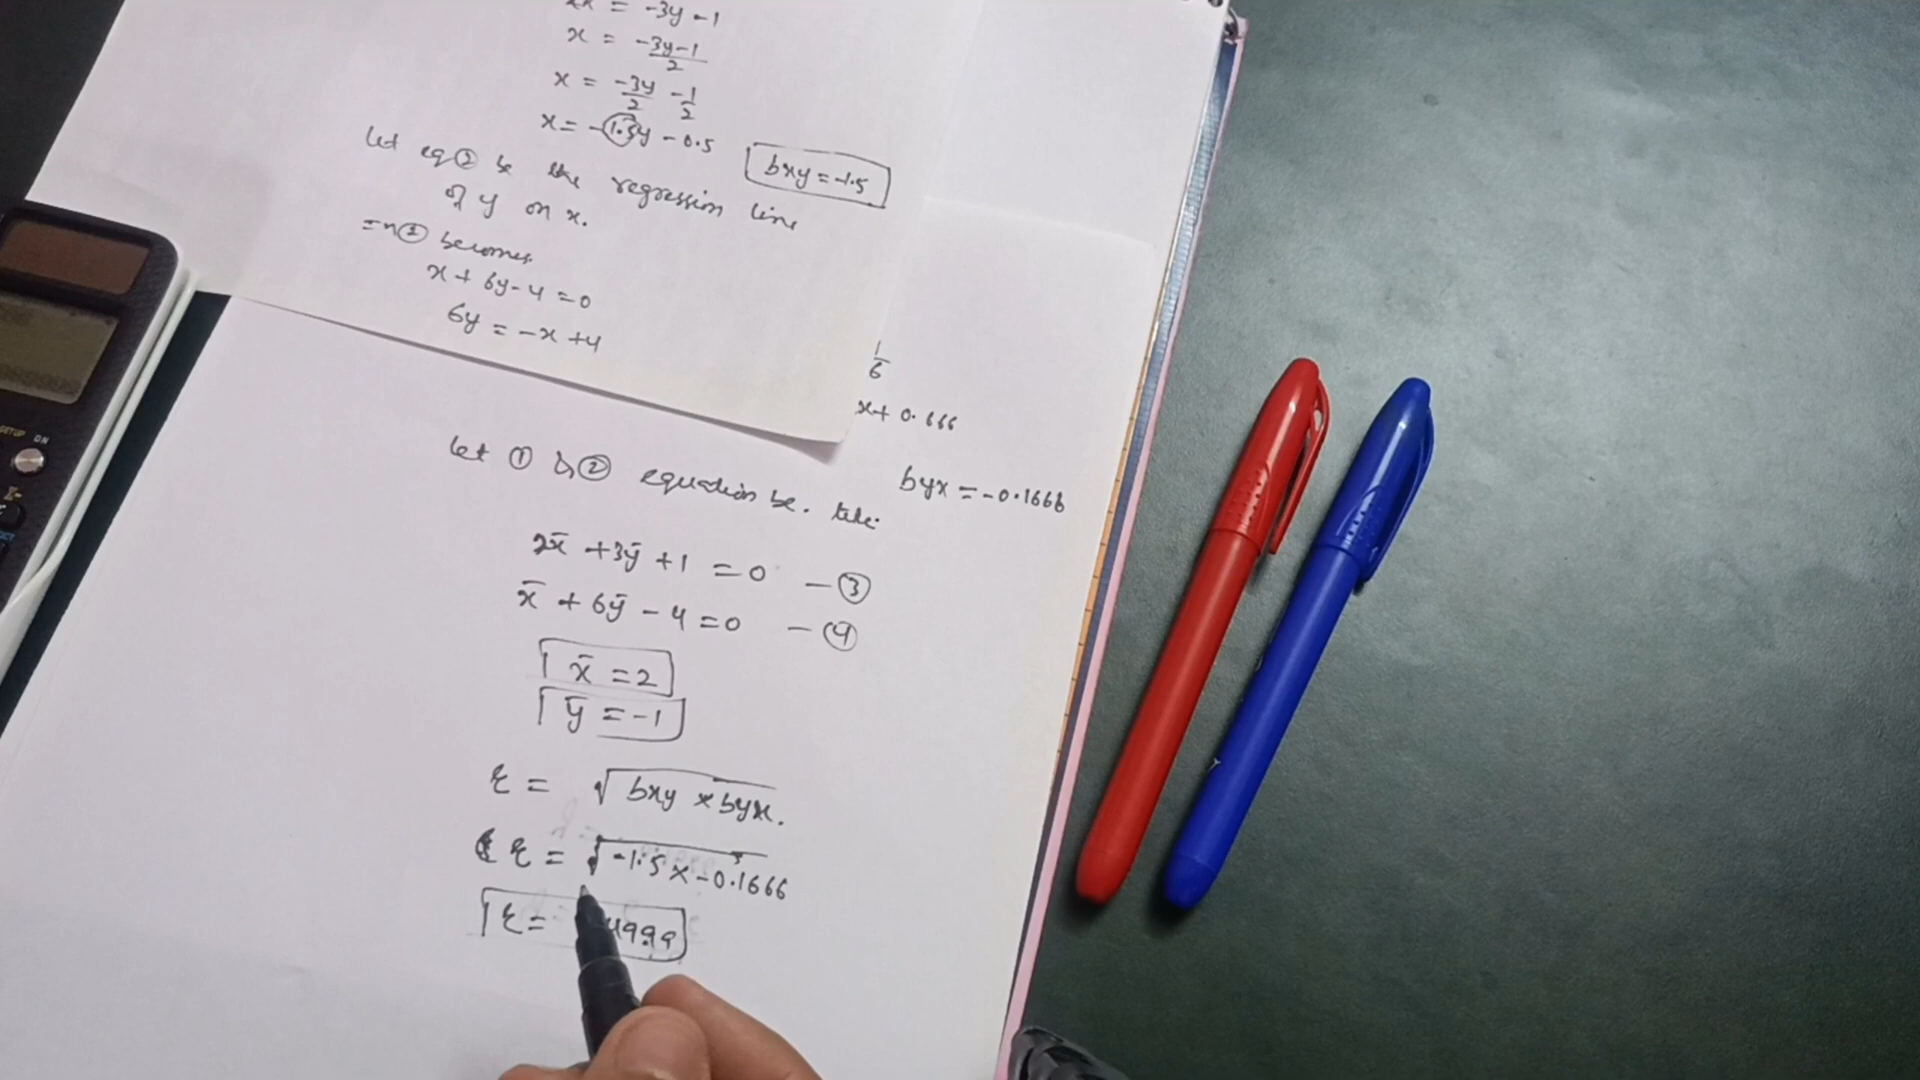 2x = -3y-1
x = -3y-1/2
x = -3y/2 -1/2
x = -1.5y - 0.5
bxy = -1.5
let eq② be the regression line
of y on x.
② becomes
x + 6y - 4 = 0
6y = -x + 4
1/6
x + 0.666
byx = -0.1666
let ① & ② equation be.
2x̄ + 3ȳ + 1 = 0 - ③
x̄ + 6ȳ - 4 = 0 - ④
x̄ = 2
ȳ = -1
r = √bxy × byx.
r = √-1.5 × -0.1666
r = 4999
SETUP ON